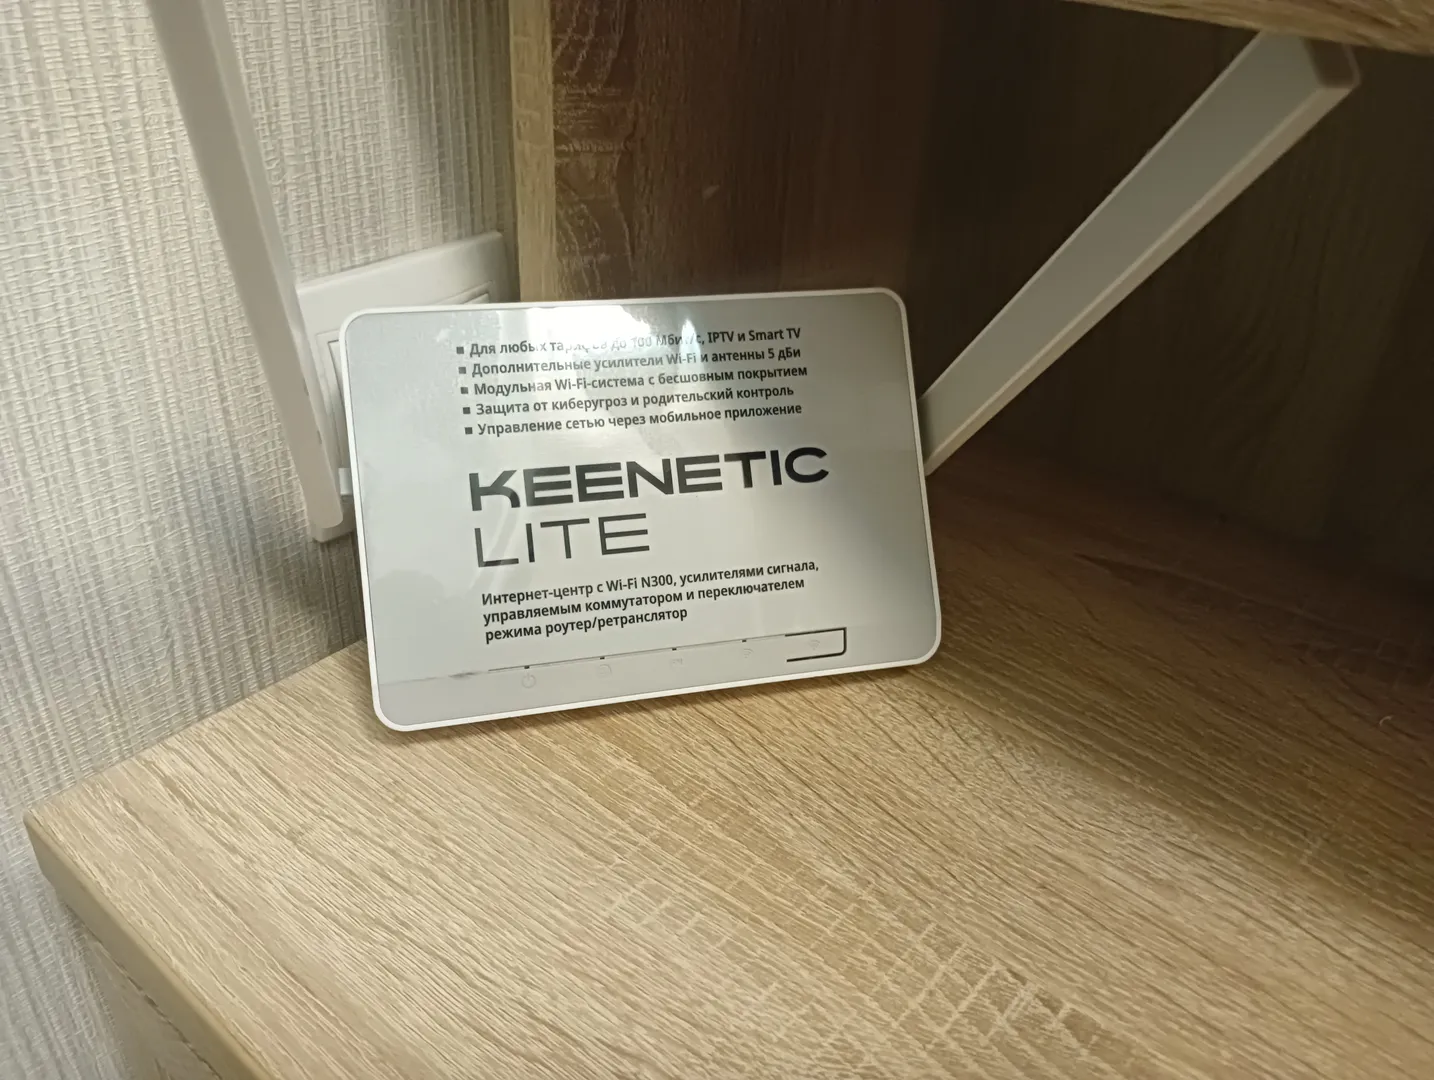 ▪ Для любых тарифов до 100 Мбит/с, IPTV и Smart TV
▪ Дополнительные усилители Wi-Fi и антенны 5 дБи
▪ Модульная Wi-Fi-система с бесшовным покрытием
▪ Защита от киберугроз и родительский контроль
▪ Управление сетью через мобильное приложение
KEENETIC
LITE
Интернет-центр с Wi-Fi N300, усилителями сигнала,
управляемым коммутатором и переключателем
режима роутер/ретранслятор